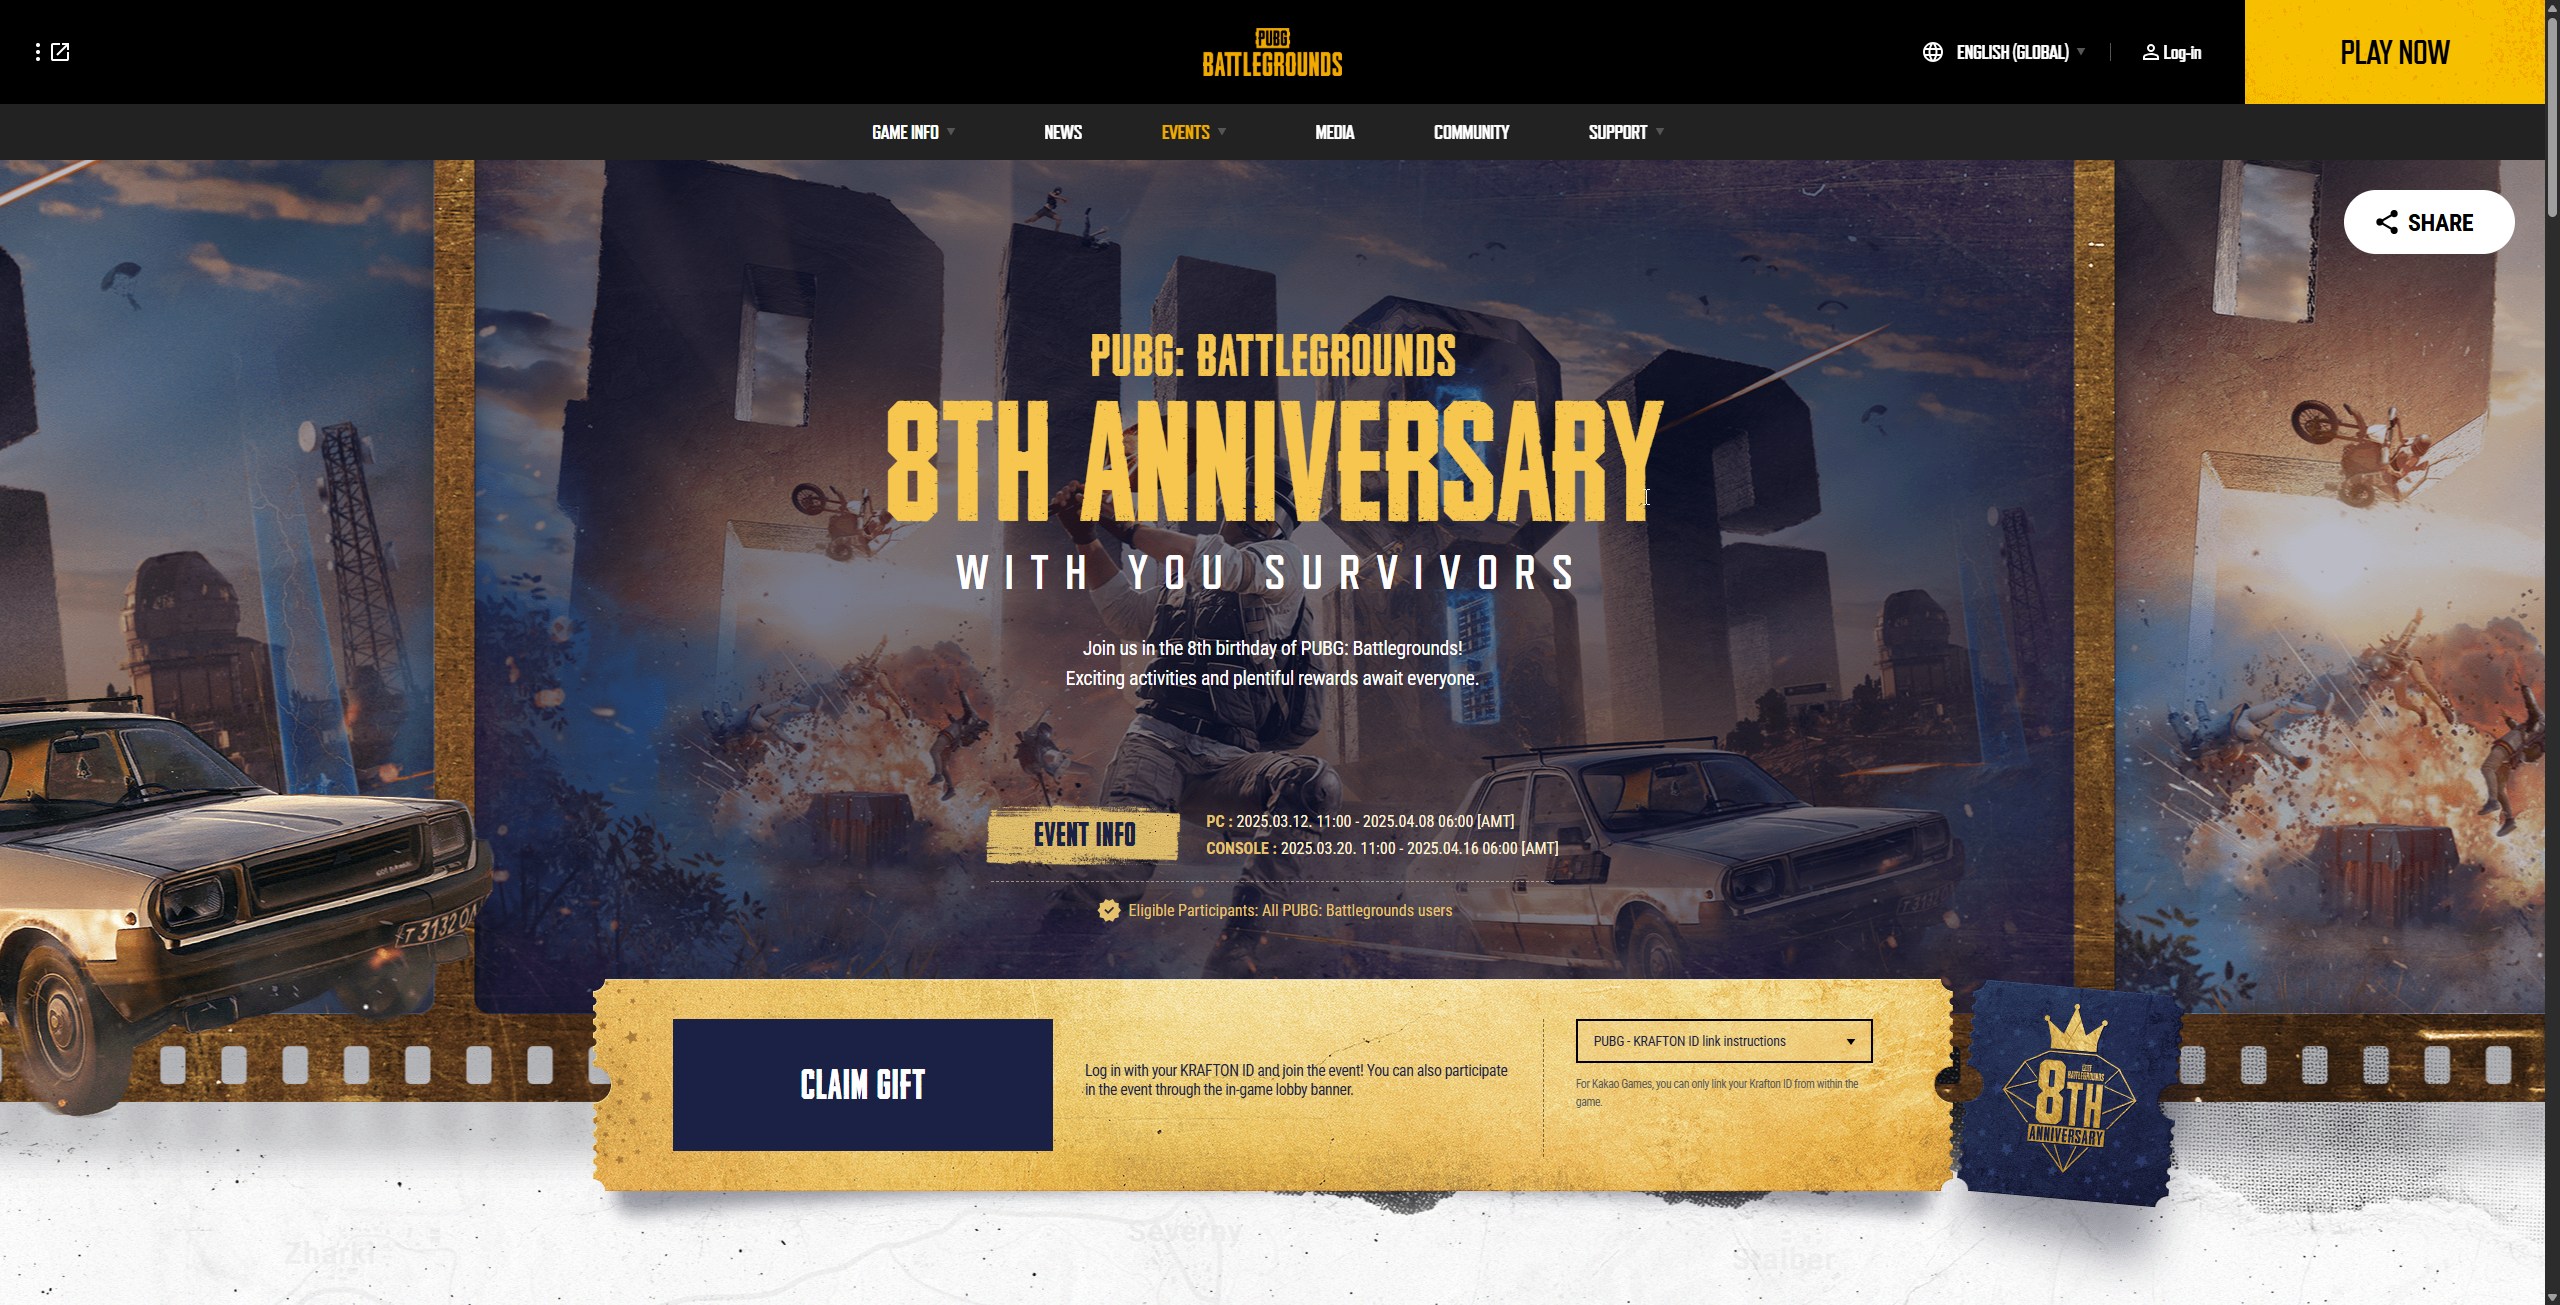 PUBG
BATTLEGROUNDS
ENGLISH (GLOBAL)
Log-in
PLAY NOW
GAME INFO
NEWS
EVENTS
MEDIA
COMMUNITY
SUPPORT
SHARE
PUBG: BATTLEGROUNDS
8TH ANNIVERSARY
WITH YOU SURVIVORS
Join us in the 8th birthday of PUBG: Battlegrounds!
Exciting activities and plentiful rewards await everyone.
EVENT INFO
PC : 2025.03.12. 11:00 - 2025.04.08 06:00 [AMT]
CONSOLE : 2025.03.20. 11:00 - 2025.04.16 06:00 [AMT]
Eligible Participants: All PUBG: Battlegrounds users
CLAIM GIFT
Log in with your KRAFTON ID and join the event! You can also participate
in the event through the in-game lobby banner.
PUBG - KRAFTON ID link instructions
For Kakao Games, you can only link your Krafton ID from within the
game.
PUBG
BATTLEGROUNDS
8TH
ANNIVERSARY
Zharki
Severny
Stalber